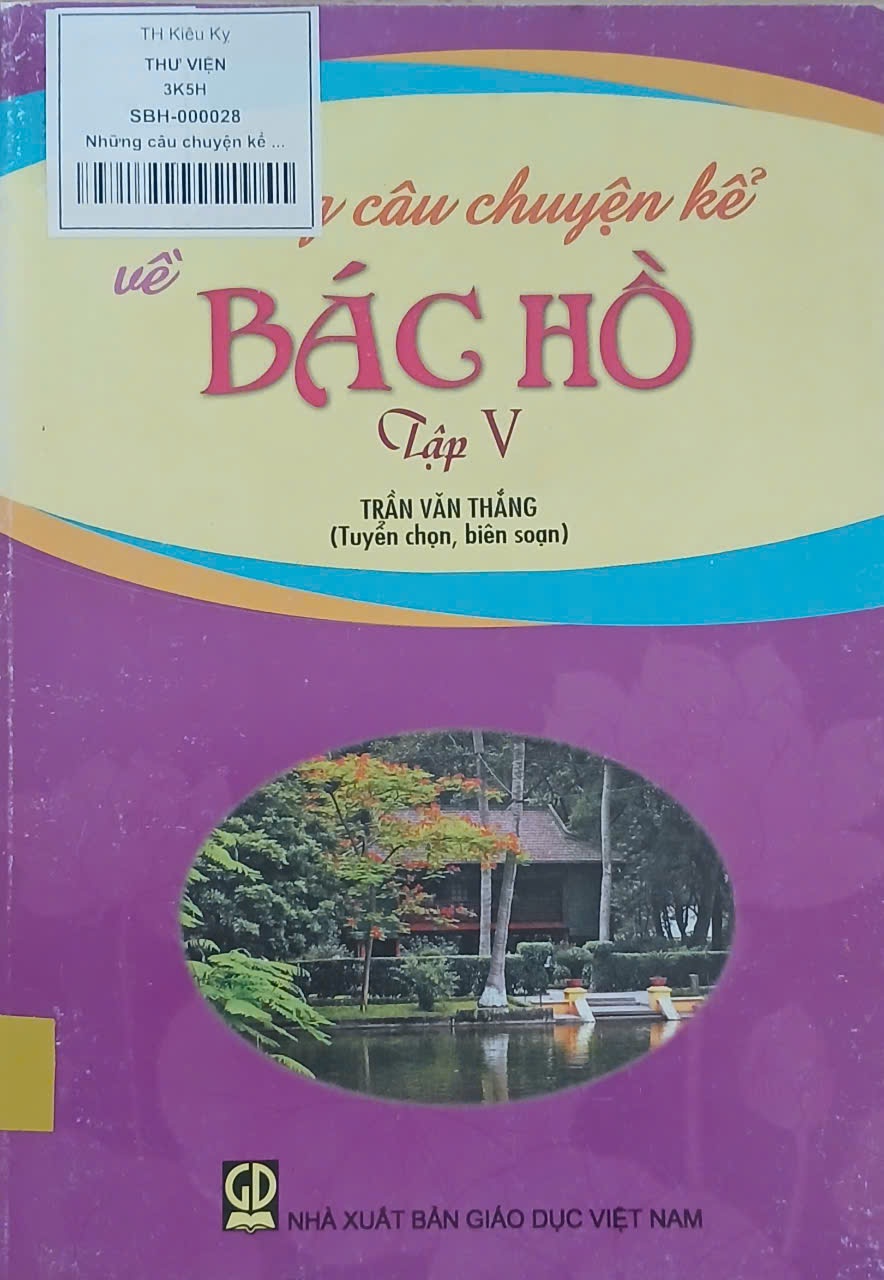 TH Kiêu Kỵ
THƯ VIỆN
3K5H
SBH-000028
Những câu chuyện kể ...
câu chuyện kể
về
BÁC HỒ
Tập V
TRẦN VĂN THẮNG
(Tuyển chọn, biên soạn)
GD
NHÀ XUẤT BẢN GIÁO DỤC VIỆT NAM